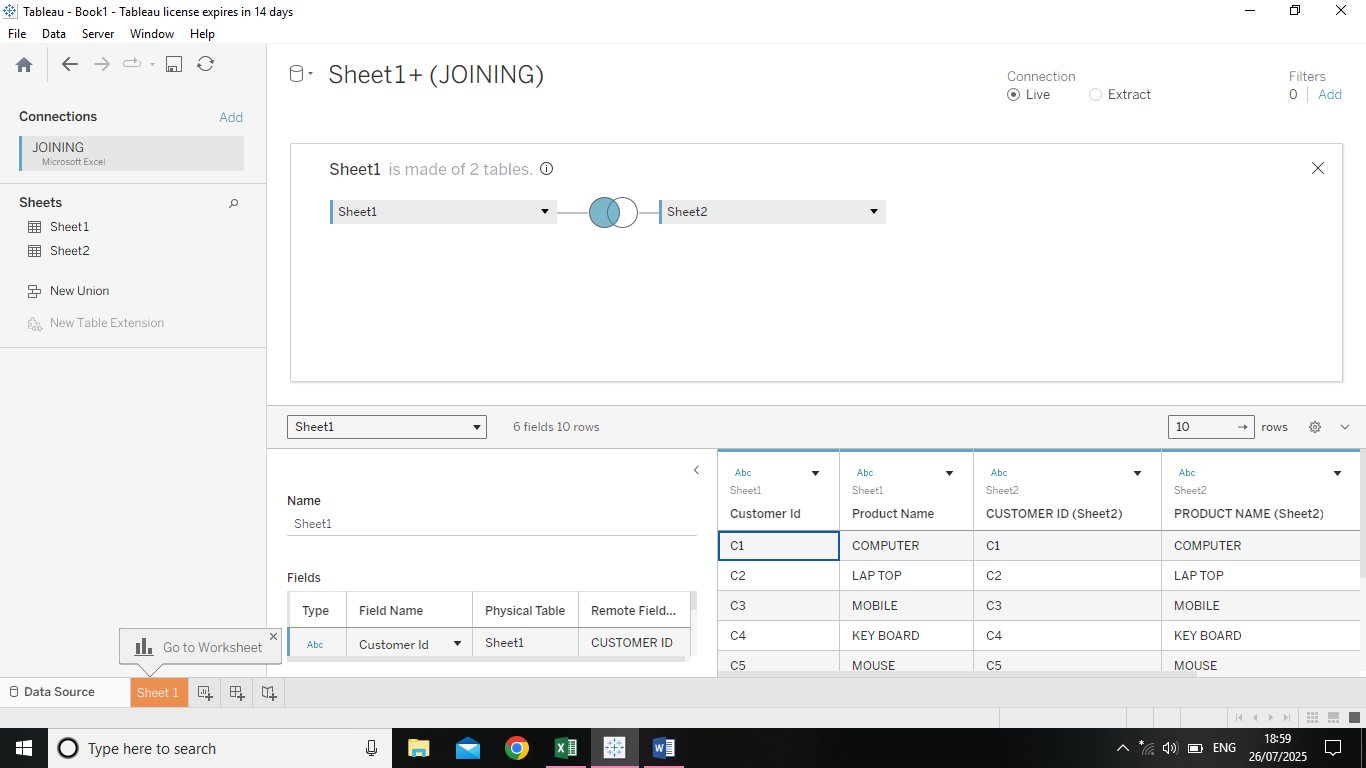 Tableau - Book1 - Tableau license expires in 14 days
File Data Server Window Help
Connections Add
JOINING
Microsoft Excel
Sheets
Sheet1
Sheet2
New Union
New Table Extension
Sheet1+ (JOINING)
Connection
Live Extract
Filters
0 Add
Sheet1 is made of 2 tables.
Sheet1 Sheet2
Sheet1 6 fields 10 rows 10 rows
Name
Sheet1
Fields
Type Field Name Physical Table Remote Field...
Abc Customer Id Sheet1 CUSTOMER ID
Abc Abc Abc Abc
Sheet1 Sheet1 Sheet2 Sheet2
Customer Id Product Name CUSTOMER ID (Sheet2) PRODUCT NAME (Sheet2)
C1 COMPUTER C1 COMPUTER
C2 LAP TOP C2 LAP TOP
C3 MOBILE C3 MOBILE
C4 KEY BOARD C4 KEY BOARD
C5 MOUSE C5 MOUSE
Go to Worksheet
Data Source Sheet 1
Type here to search
ENG
18:59
26/07/2025